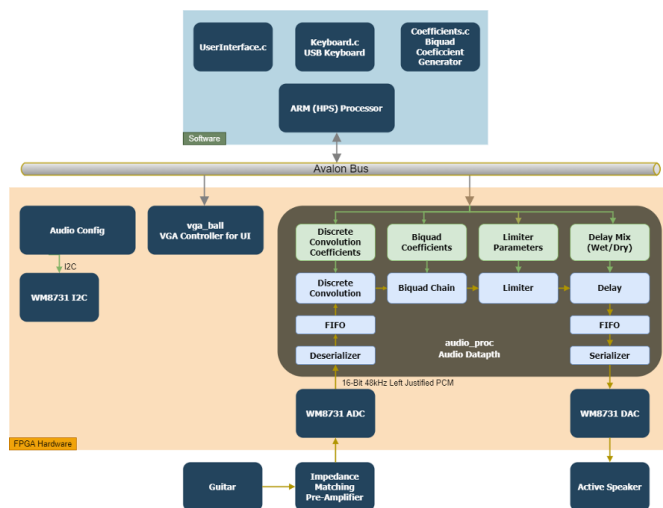 UserInterface.c
Keyboard.c
USB Keyboard
Coefficients.c
Biquad
Coeficcient
Generator
ARM (HPS) Processor
Software
Avalon Bus
Audio Config
vga_ball
VGA Controller for UI
I2C
WM8731 I2C
Discrete
Convolution
Coefficients
Biquad
Coefficients
Limiter
Parameters
Delay Mix
(Wet/Dry)
Discrete
Convolution
Biquad Chain
Limiter
Delay
FIFO
FIFO
Deserializer
audio_proc
Audio Datapth
Serializer
16-Bit 48kHz Left Justified PCM
WM8731 ADC
WM8731 DAC
FPGA Hardware
Guitar
Impedance
Matching
Pre-Amplifier
Active Speaker